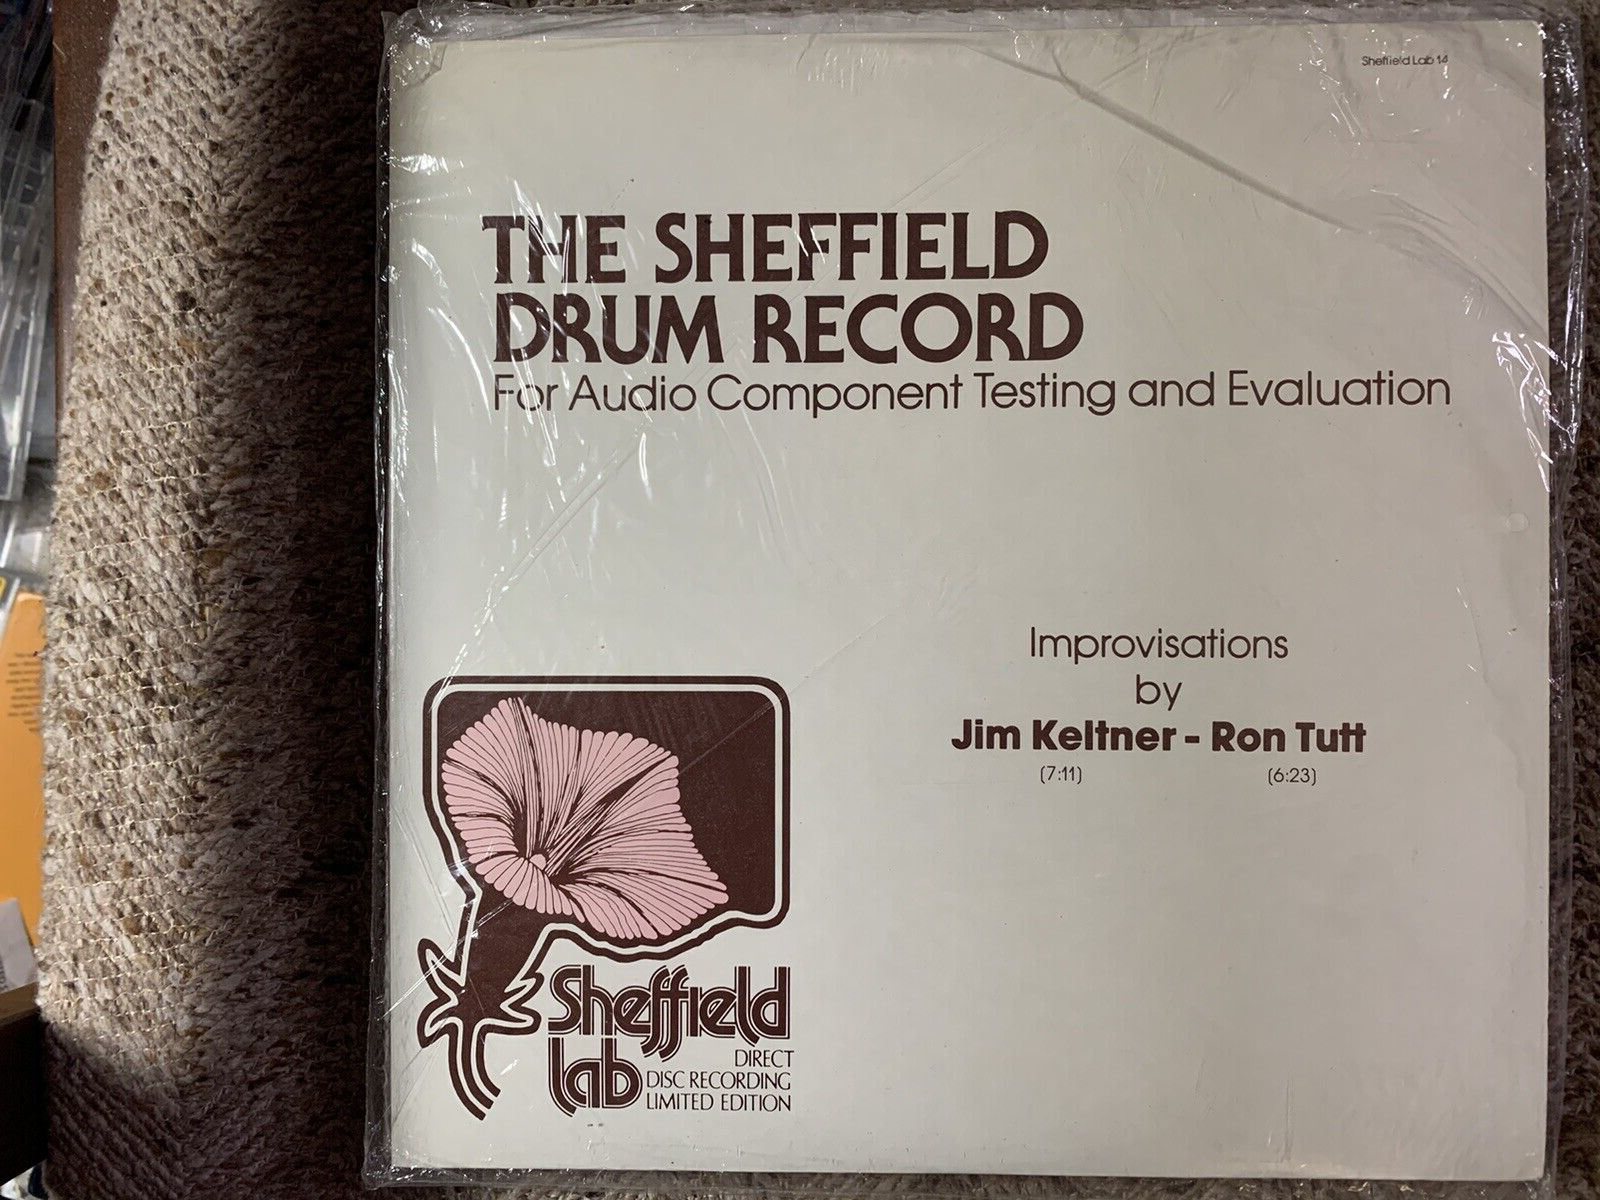 Sheffield Lab 14
THE SHEFFIELD
DRUM RECORD
For Audio Component Testing and Evaluation
Improvisations
by
Jim Keltner - Ron Tutt
(7:11) (6:23)
Sheffield
lab
DIRECT
DISC RECORDING
LIMITED EDITION